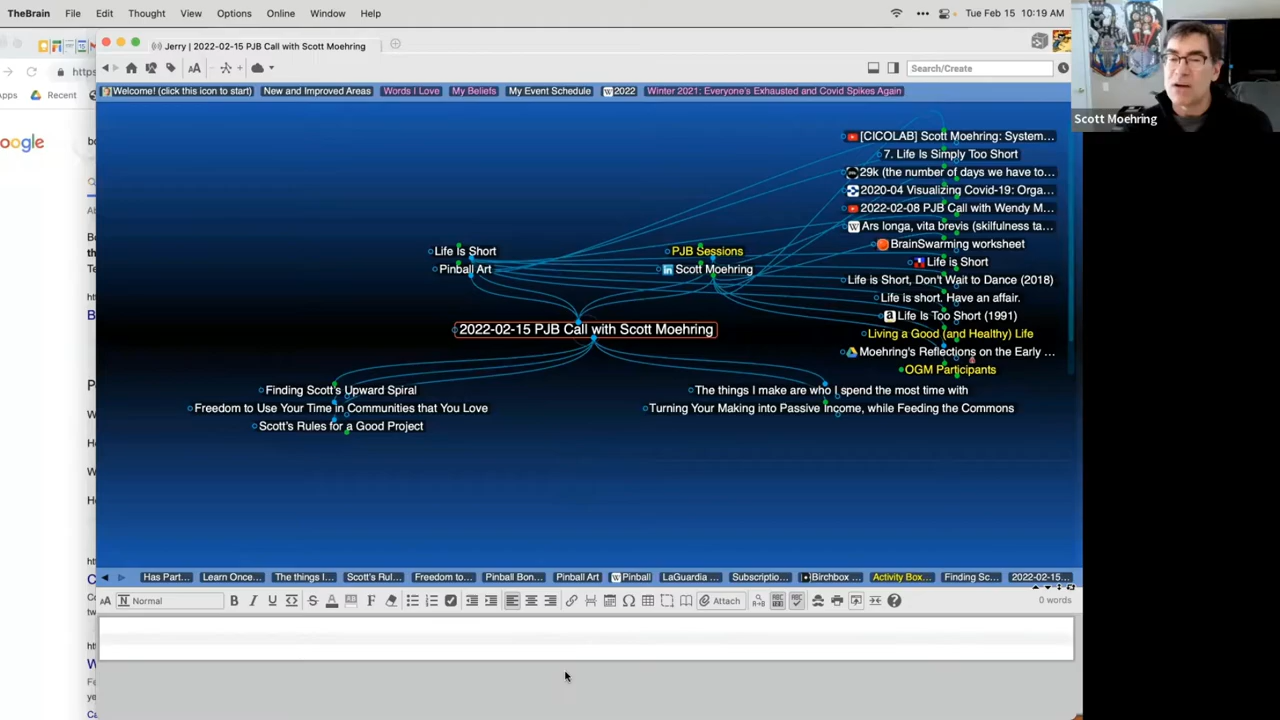 TheBrain File Edit Thought View Options Online Window Help Tue Feb 15 10:19 AM
Jerry | 2022-02-15 PJB Call with Scott Moehring
https
AA Search/Create
Welcome! (click this icon to start) New and Improved Areas Words I Love My Beliefs My Event Schedule 2022 Winter 2021: Everyone's Exhausted and Covid Spikes Again
Recent
Scott Moehring
oogle
[CICOLAB] Scott Moehring: System...
7. Life Is Simply Too Short
29k (the number of days we have to...
2020-04 Visualizing Covid-19: Orga...
2022-02-08 PJB Call with Wendy M...
Ars longa, vita brevis (skilfulness ta...
BrainSwarming worksheet
Life is Short PJB Sessions
Life is Short
Pinball Art Scott Moehring
Life is Short, Don't Wait to Dance (2018)
Life is short. Have an affair.
Life Is Too Short (1991)
2022-02-15 PJB Call with Scott Moehring
Living a Good (and Healthy) Life
Moehring's Reflections on the Early ...
OGM Participants
Finding Scott's Upward Spiral The things I make are who I spend the most time with
Freedom to Use Your Time in Communities that You Love Turning Your Making into Passive Income, while Feeding the Commons
Scott's Rules for a Good Project
Has Part... Learn Once... The things I... Scott's Rul... Freedom to... Pinball Bon... Pinball Art Pinball LaGuardia ... Subscriptio... Birchbox ... Activity Box... Finding Sc... 2022-02-15...
AA Normal B I U S A Attach 0 words